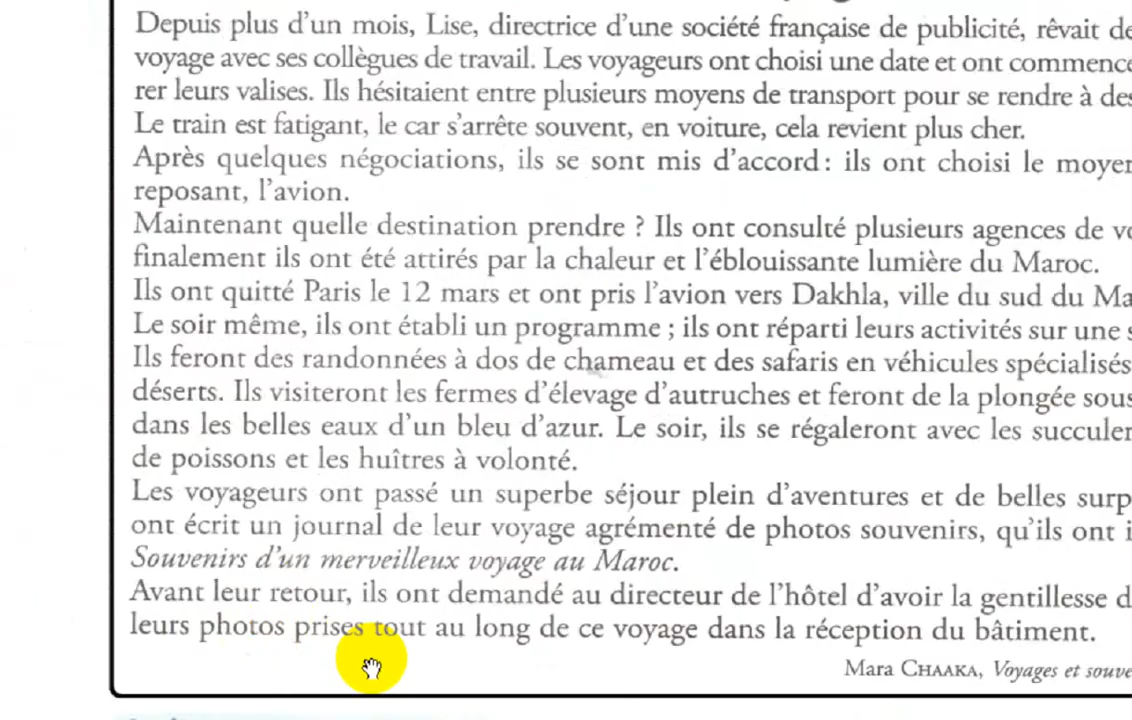 Depuis plus d'un mois, Lise, directrice d'une société française de publicité, rêvait
voyage avec ses collègues de travail. Les voyageurs ont choisi une date et ont
rer leurs valises. Ils hésitaient entre plusieurs moyens de transport pour se rendre à
Le train est fatigant, le car s'arrête souvent, en voiture, cela revient plus cher.
Après quelques négociations, ils se sont mis d'accord : ils ont choisi le
reposant, l'avion.
Maintenant quelle destination prendre ? Ils ont consulté plusieurs agences de
finalement ils ont été attirés par la chaleur et l'éblouissante lumière du Maroc.
Ils ont quitté Paris le 12 mars et ont pris l'avion vers Dakhla, ville du sud du
Le soir même, ils ont établi un programme ; ils ont réparti leurs activités sur une
Ils feront des randonnées à dos de chameau et des safaris en véhicules spécialisés
déserts. Ils visiteront les fermes d'élevage d'autruches et feront de la plongée sous
dans les belles eaux d'un bleu d'azur. Le soir, ils se régaleront avec les
de poissons et les huîtres à volonté.
Les voyageurs ont passé un superbe séjour plein d'aventures et de belles
ont écrit un journal de leur voyage agrémenté de photos souvenirs, qu'ils ont
Souvenirs d'un merveilleux voyage au Maroc.
Avant leur retour, ils ont demandé au directeur de l'hôtel d'avoir la gentillesse
leurs photos prises tout au long de ce voyage dans la réception du bâtiment.
Mara CHAAKA, Voyages et